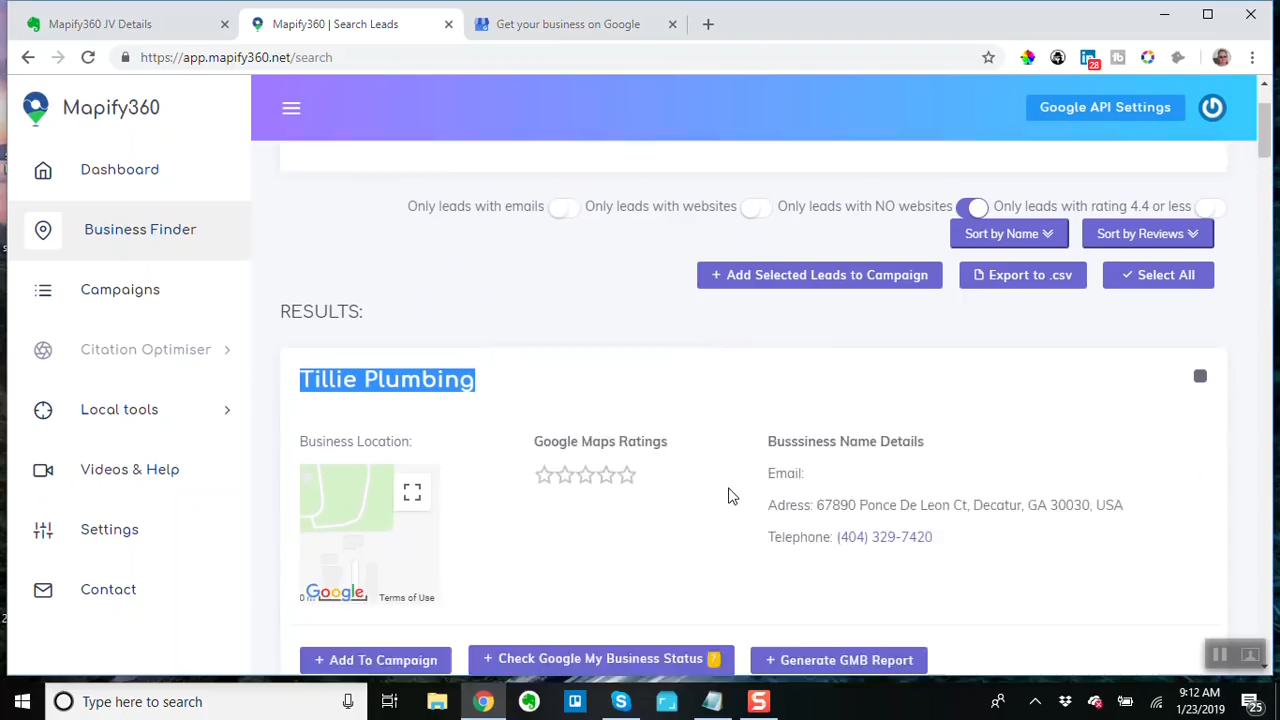 Mapify360 JV Details
Mapify360 | Search Leads
Get your business on Google
https://app.mapify360.net/search
28
Mapify360
Google API Settings
Dashboard
Business Finder
Campaigns
Citation Optimiser
Local tools
Videos & Help
Settings
Contact
Only leads with emails
Only leads with websites
Only leads with NO websites
Only leads with rating 4.4 or less
Sort by Name
Sort by Reviews
+ Add Selected Leads to Campaign
Export to .csv
Select All
RESULTS:
Tillie Plumbing
Business Location:
Google Maps Ratings
Busssiness Name Details
Email:
Adress: 67890 Ponce De Leon Ct, Decatur, GA 30030, USA
Telephone: (404) 329-7420
Google
Terms of Use
+ Add To Campaign
+ Check Google My Business Status ?
+ Generate GMB Report
Type here to search
9:12 AM
1/23/2019
25